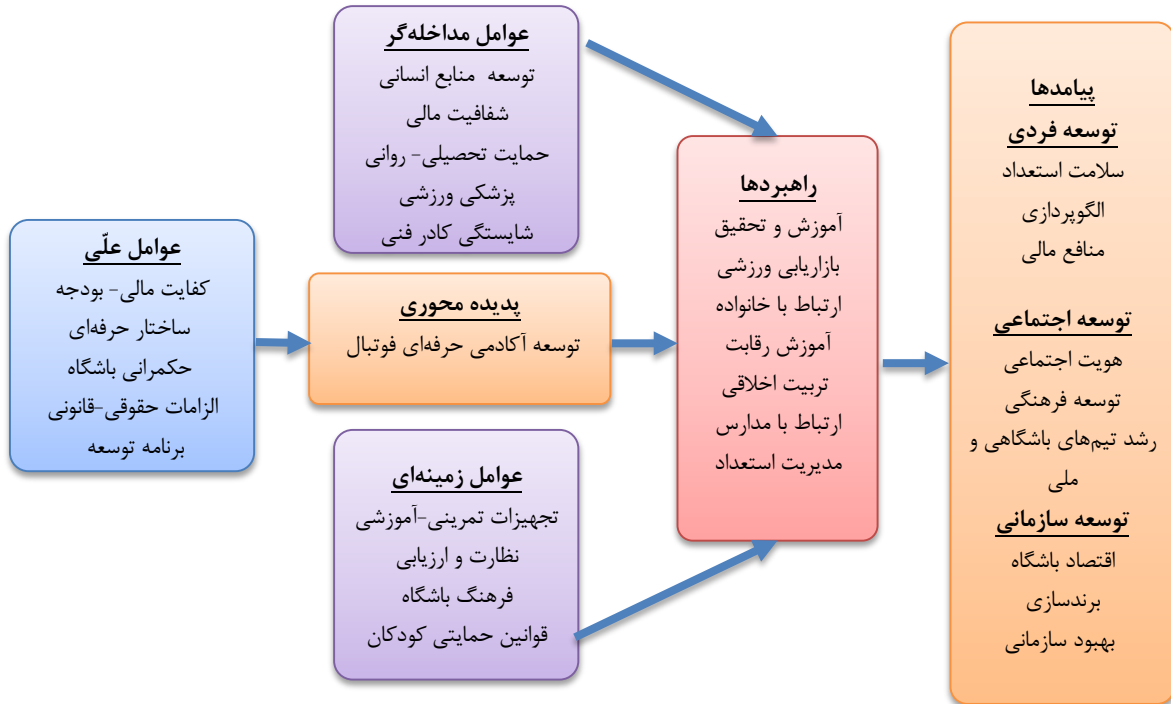 عوامل مداخله‌گر
توسعه منابع انسانی
شفافیت مالی
حمایت تحصیلی- روانی
پزشکی ورزشی
شایستگی کادر فنی
عوامل علّی
کفایت مالی- بودجه
ساختار حرفه‌ای
حکمرانی باشگاه
الزامات حقوقی-قانونی
برنامه توسعه
پدیده محوری
توسعه آکادمی حرفه‌ای فوتبال
عوامل زمینه‌ای
تجهیزات تمرینی-آموزشی
نظارت و ارزیابی
فرهنگ باشگاه
قوانین حمایتی کودکان
راهبردها
آموزش و تحقیق
بازاریابی ورزشی
ارتباط با خانواده
آموزش رقابت
تربیت اخلاقی
ارتباط با مدارس
مدیریت استعداد
پیامدها
توسعه فردی
سلامت استعداد
الگوپردازی
منافع مالی
توسعه اجتماعی
هویت اجتماعی
توسعه فرهنگی
رشد تیم‌های باشگاهی و
ملی
توسعه سازمانی
اقتصاد باشگاه
برندسازی
بهبود سازمانی